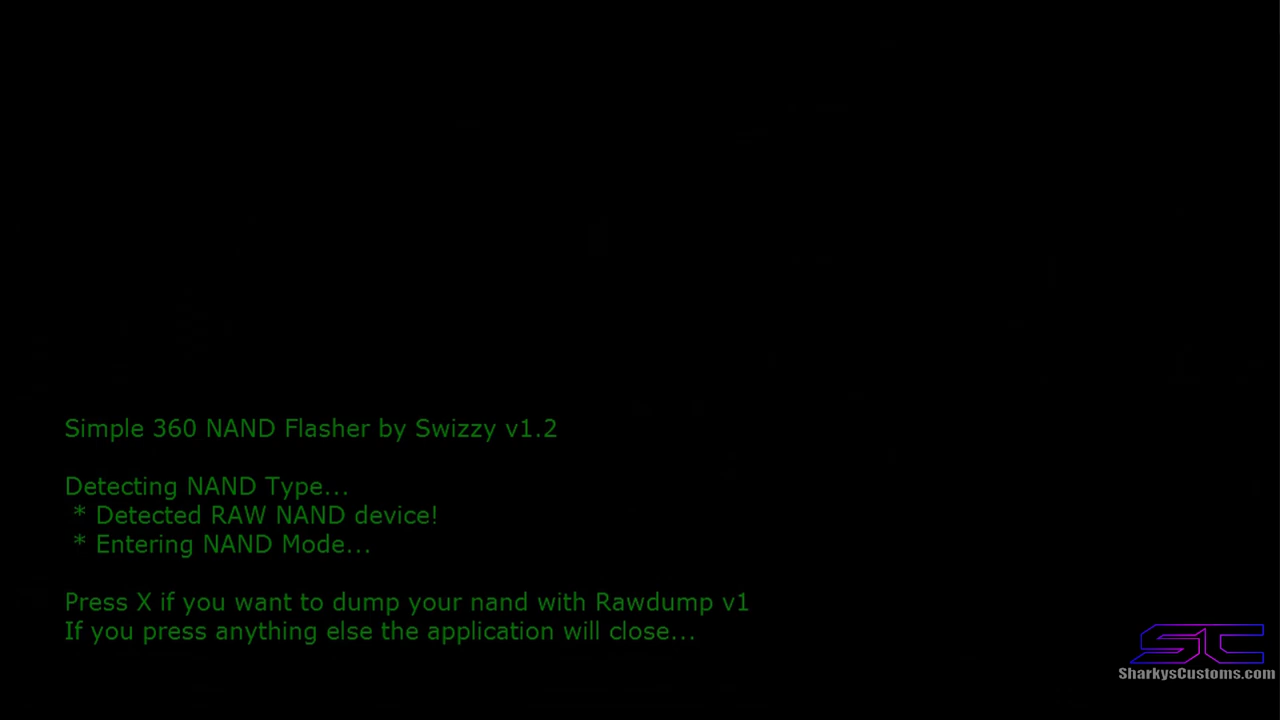 Simple 360 NAND Flasher by Swizzy v1.2
Detecting NAND Type...
* Detected RAW NAND device!
* Entering NAND Mode...
Press X if you want to dump your nand with Rawdump v1
If you press anything else the application will close...
SC
SharkysCustoms.com